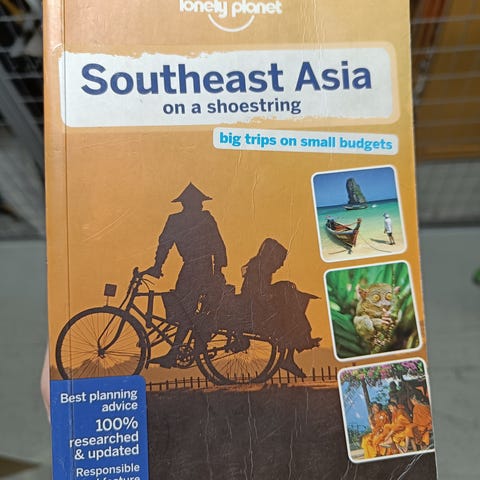 lonely planet
Southeast Asia
on a shoestring
big trips on small budgets
Best planning
advice
100%
researched
& updated
Responsible